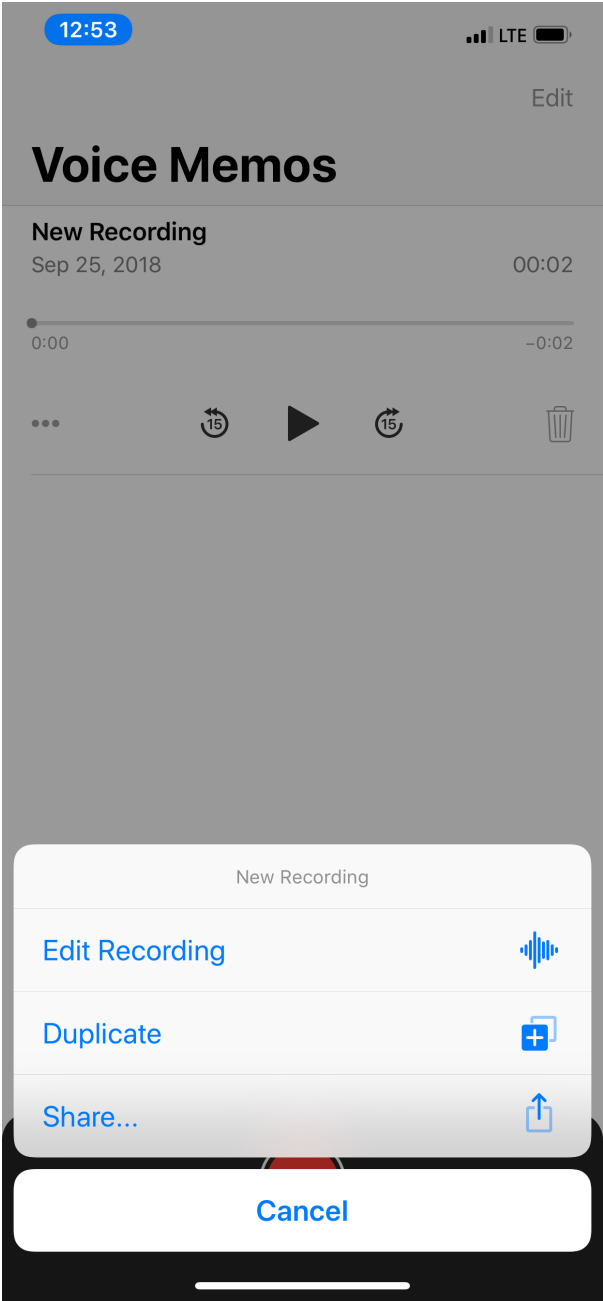 12:53 LTE
Edit
Voice Memos
New Recording
Sep 25, 2018 00:02
0:00 −0:02
••• 15 15
New Recording
Edit Recording
Duplicate
Share...
Cancel